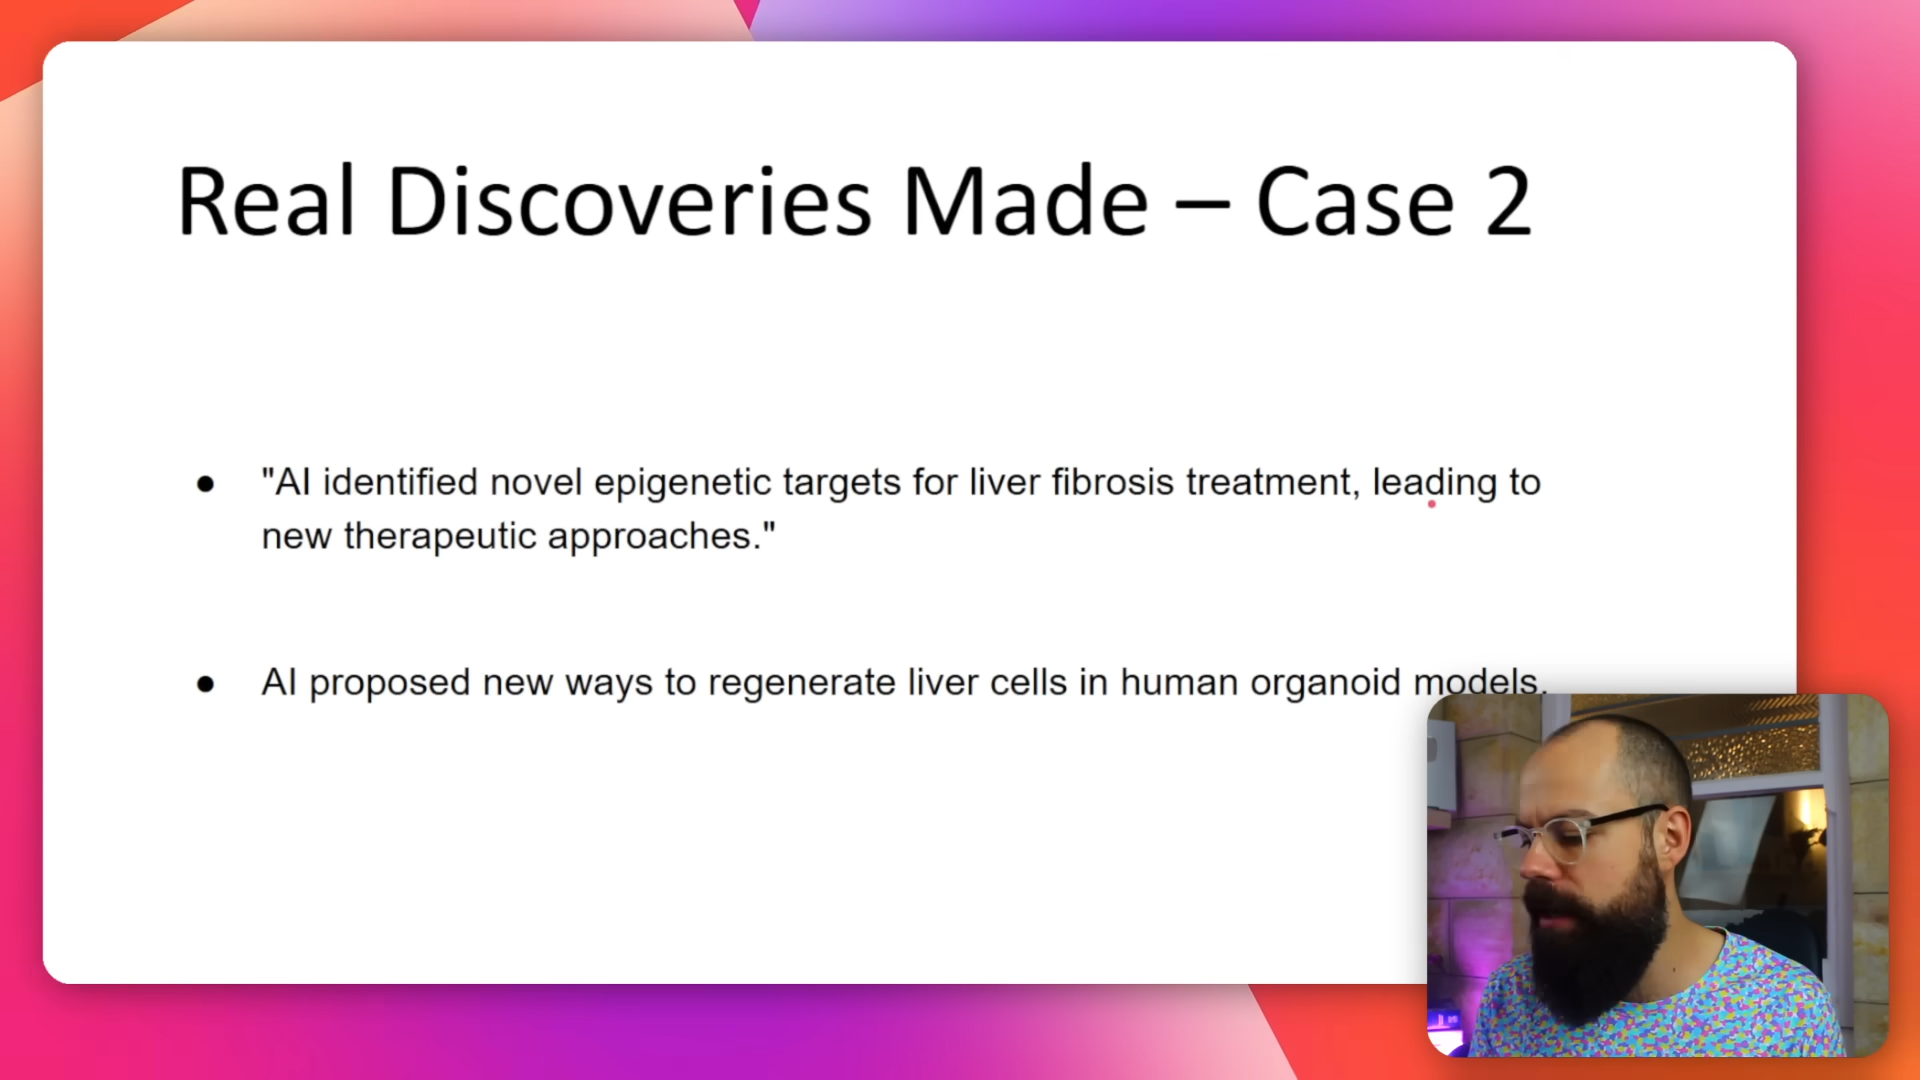 Real Discoveries Made – Case 2
● "AI identified novel epigenetic targets for liver fibrosis treatment, leading to
new therapeutic approaches."
● AI proposed new ways to regenerate liver cells in human organoid models.